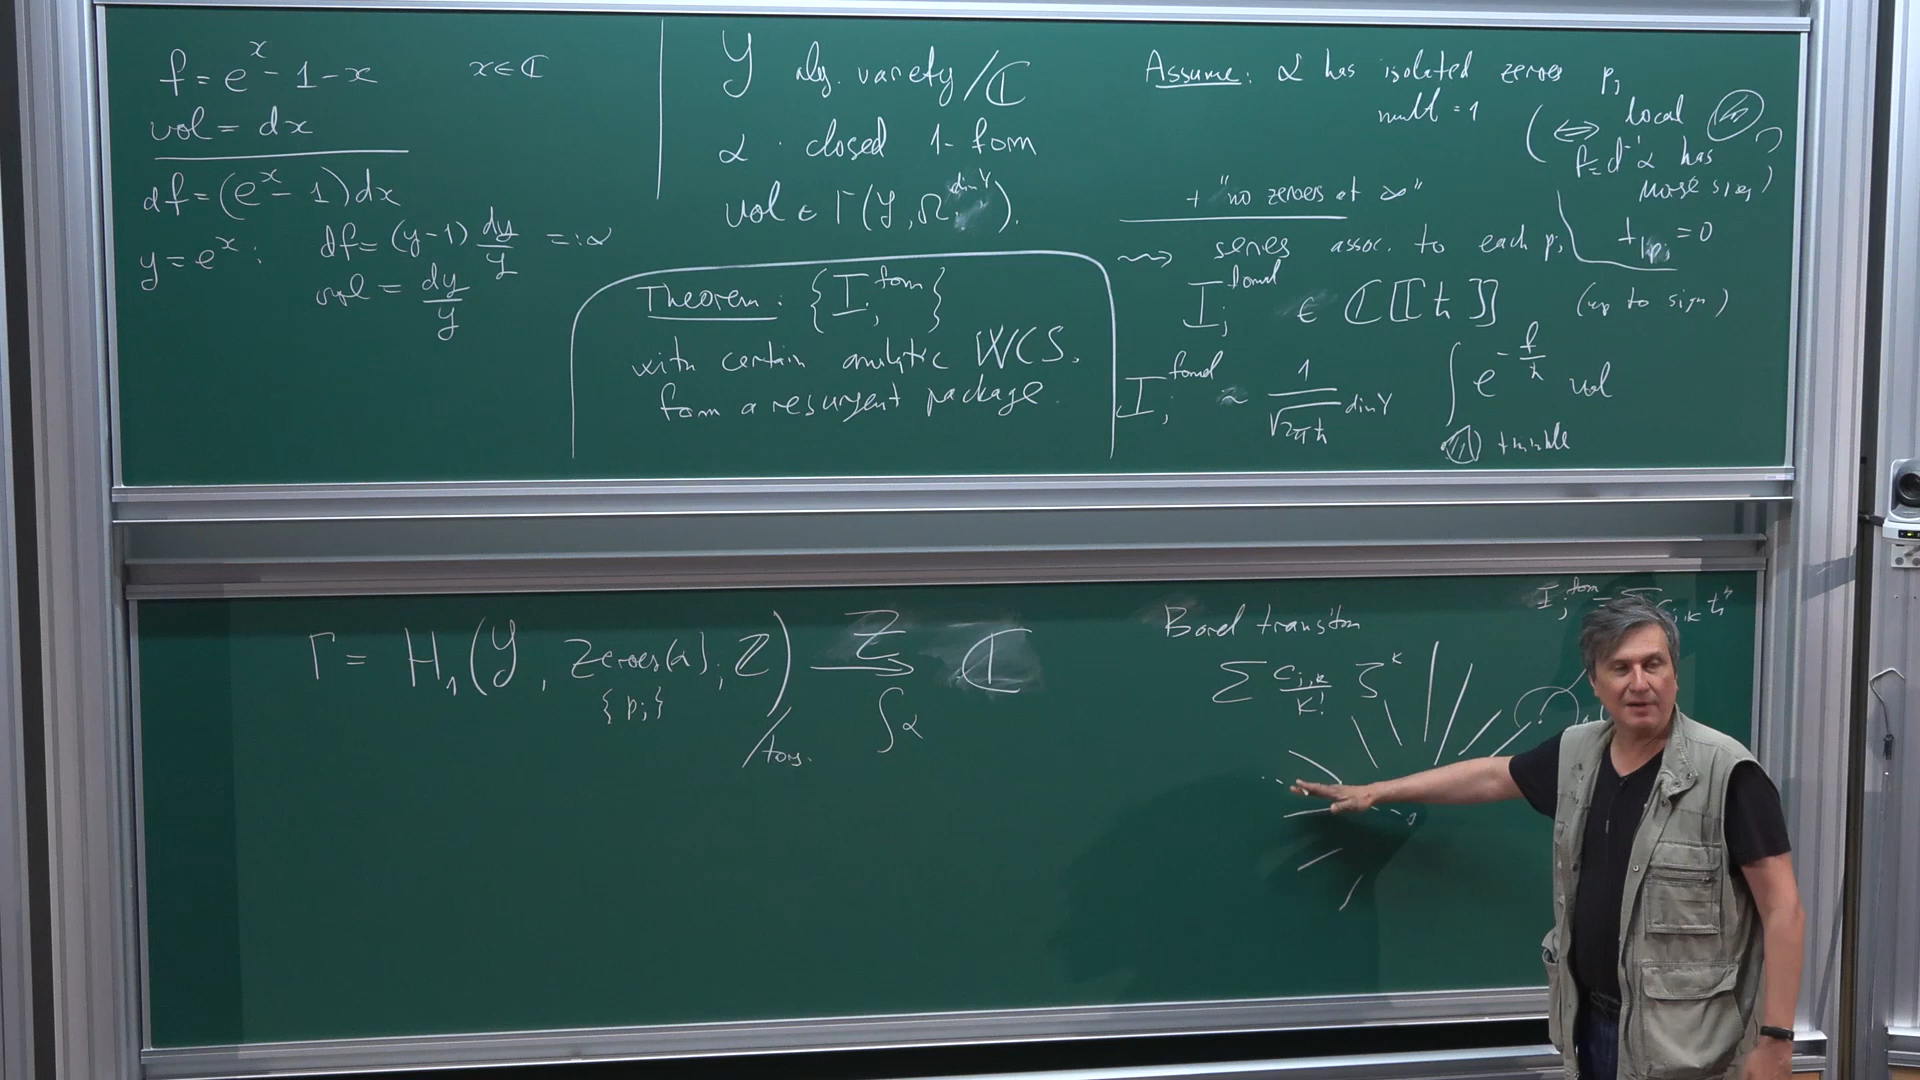 f = e^x - 1 - x    x ∈ ℂ
vol = dx
df = (e^x - 1) dx
y = e^x :    df = (y-1) dy/y =: α
vol = dy/y
Y alg. variety / ℂ
α · closed 1-form
vol ∈ Γ(Y, Ω^{dim Y}).
Theorem: { I_j^{form} }
with certain analytic WCS.
form a resurgent package.
Assume: α has isolated zeroes p_j
mult = 1
( ⇔ local
f = d^{-1} α has
Morse sing )
+ "no zeroes at ∞"
f|_{p_j} = 0
⇝ series assoc. to each p_j
I_j^{formal} ∈ ℂ[[ħ]]    (up to sign)
I_j^{formal} ~ 1/√(2πħ)^{dim Y} ∫ e^{-f/ħ} vol
thimble
Γ = H_1(Y, Zeroes(α); ℤ) →^Z ℂ
{p_j}
/tors.    ∫α
Borel transform
∑ c_{j,k}/k! ζ^k
I_j^{form} = ∑ c_{j,k} ħ^k